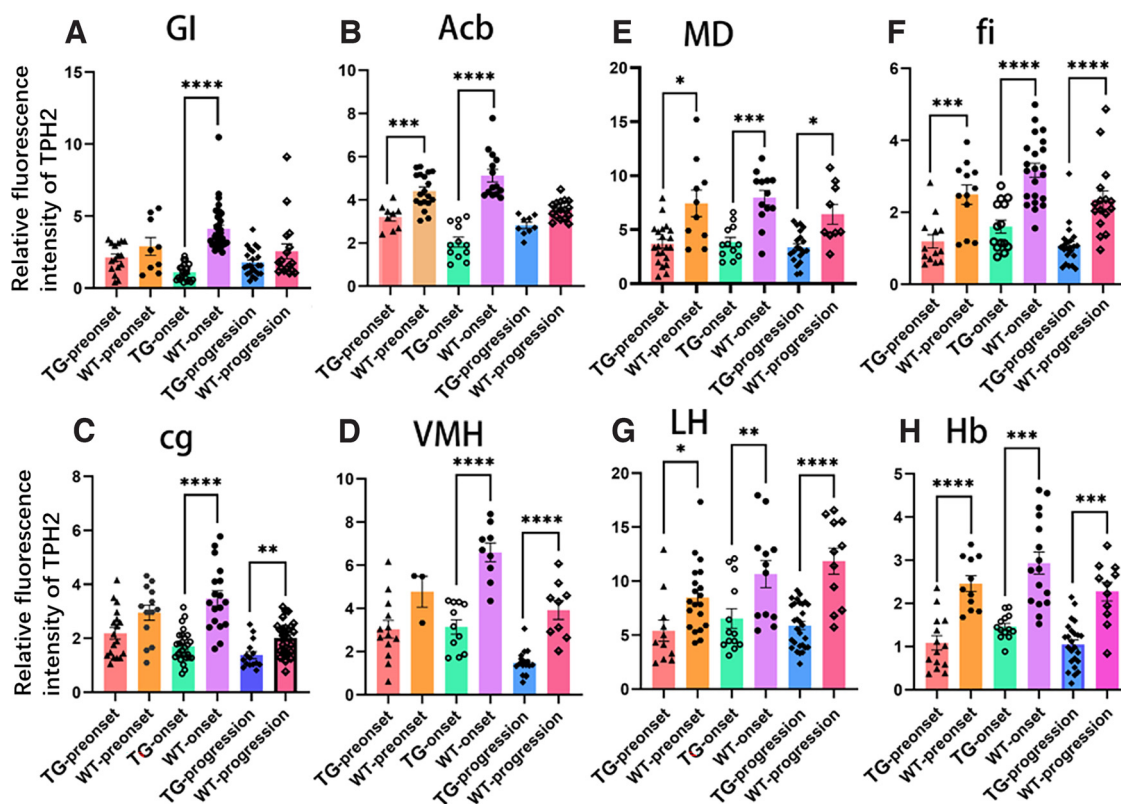 A
GI
Relative fluorescence
intensity of TPH2
15
10
5
0
****
TG-preonset
WT-preonset
TG-onset
WT-onset
TG-progression
WT-progression
B
Acb
10
8
6
4
2
0
***
****
TG-preonset
WT-preonset
TG-onset
WT-onset
TG-progression
WT-progression
E
MD
20
15
10
5
0
*
***
*
TG-preonset
WT-preonset
TG-onset
WT-onset
TG-progression
WT-progression
F
fi
6
4
2
0
***
****
****
TG-preonset
WT-preonset
TG-onset
WT-onset
TG-progression
WT-progression
C
cg
Relative fluorescence
intensity of TPH2
8
6
4
2
0
****
**
TG-preonset
WT-preonset
TG-onset
WT-onset
TG-progression
WT-progression
D
VMH
10
8
6
4
2
0
****
****
TG-preonset
WT-preonset
TG-onset
WT-onset
TG-progression
WT-progression
G
LH
20
15
10
5
0
*
**
****
TG-preonset
WT-preonset
TG-onset
WT-onset
TG-progression
WT-progression
H
Hb
5
4
3
2
1
0
****
***
***
TG-preonset
WT-preonset
TG-onset
WT-onset
TG-progression
WT-progression